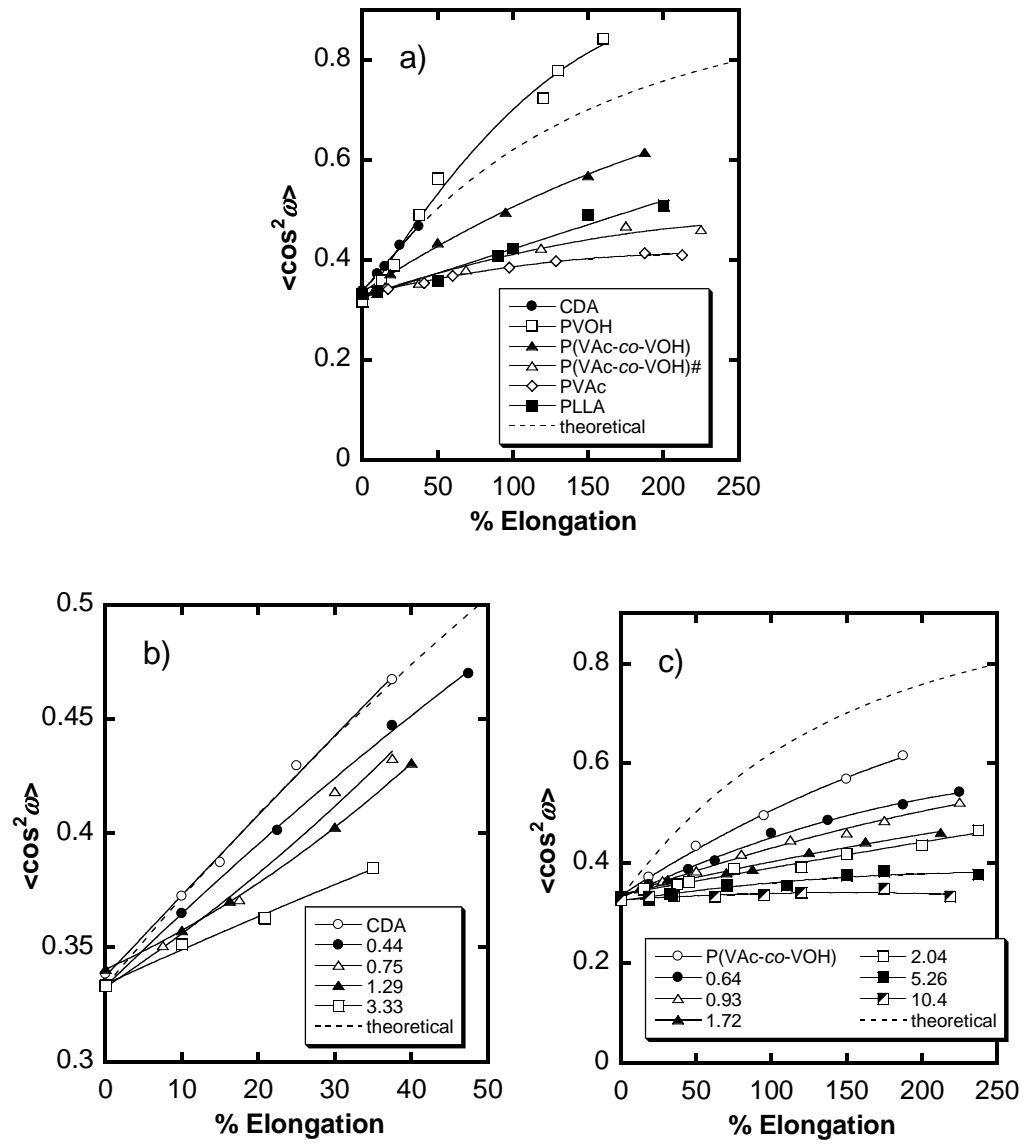 a)
0.8
0.6
0.4
0.2
0
<cos² ω>
CDA
PVOH
P(VAc-co-VOH)
P(VAc-co-VOH)#
PVAc
PLLA
theoretical
0 50 100 150 200 250
% Elongation
b)
0.5
0.45
0.4
0.35
0.3
<cos² ω>
CDA
0.44
0.75
1.29
3.33
theoretical
0 10 20 30 40 50
% Elongation
c)
0.8
0.6
0.4
0.2
0
<cos² ω>
P(VAc-co-VOH) 2.04
0.64 5.26
0.93 10.4
1.72 theoretical
0 50 100 150 200 250
% Elongation